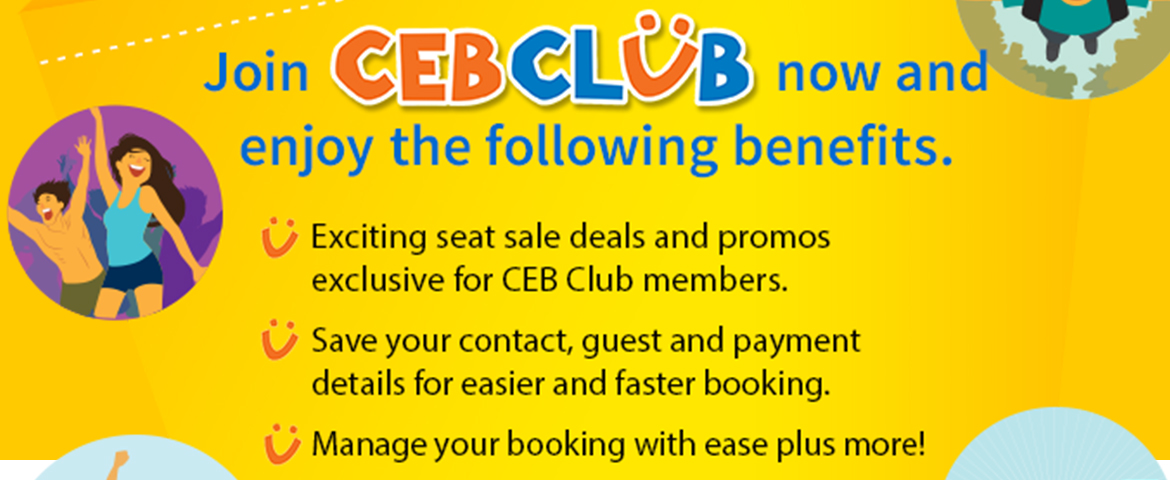 Join CEB CLUB now and
enjoy the following benefits.
Exciting seat sale deals and promos
exclusive for CEB Club members.
Save your contact, guest and payment
details for easier and faster booking.
Manage your booking with ease plus more!